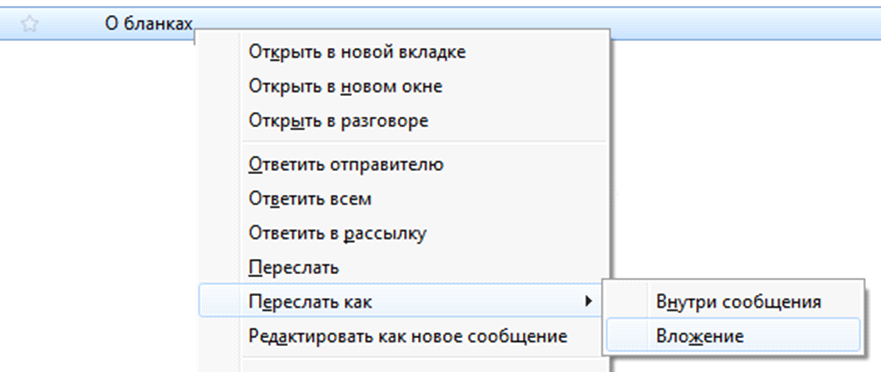 О бланках
Открыть в новой вкладке
Открыть в новом окне
Открыть в разговоре
Ответить отправителю
Ответить всем
Ответить в рассылку
Переслать
Переслать как
Внутри сообщения
Редактировать как новое сообщение
Вложение